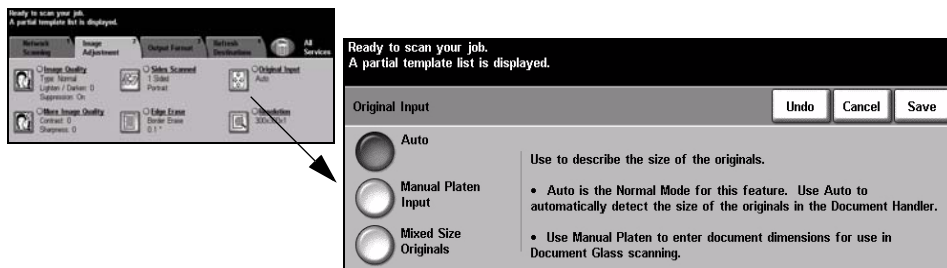 Ready to scan your job.
A partial template list is displayed.
Network Scanning 1
Image Adjustment 2
Output Format 3
Refresh Destinations 4
All Services
Image Quality
Type Normal
Lighten / Darken: 0
Suppression: On
Sides Scanned
1 Sided
Portrait
Original Input
Auto
More Image Quality
Contrast: 0
Sharpness: 0
Edge Erase
Border Erase
0.1 "
Resolution
300x300x1
Ready to scan your job.
A partial template list is displayed.
Original Input
Undo
Cancel
Save
Auto
Manual Platen
Input
Mixed Size
Originals
Use to describe the size of the originals.
• Auto is the Normal Mode for this feature. Use Auto to
automatically detect the size of the originals in the Document Handler.
• Use Manual Platen to enter document dimensions for use in
Document Glass scanning.